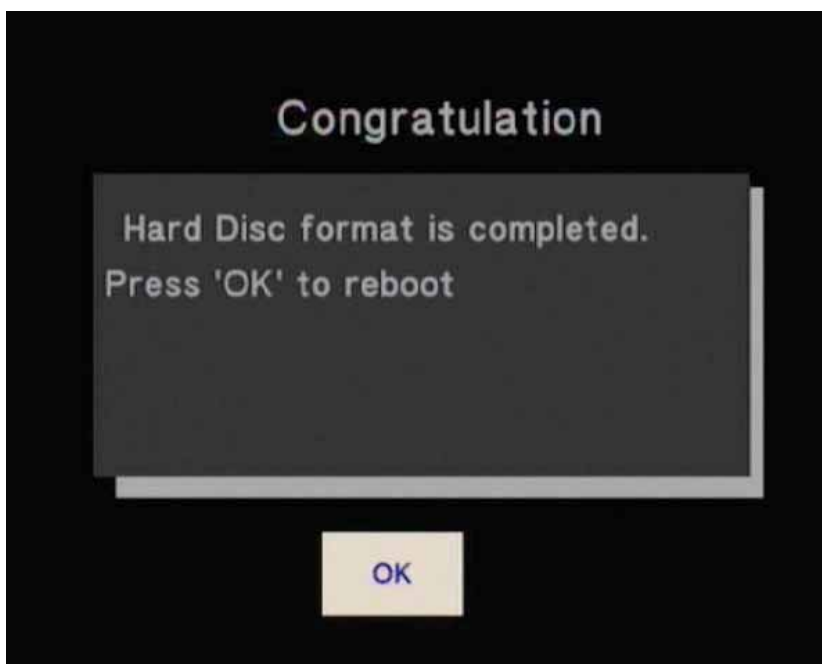 Congratulation
Hard Disc format is completed.
Press 'OK' to reboot
OK